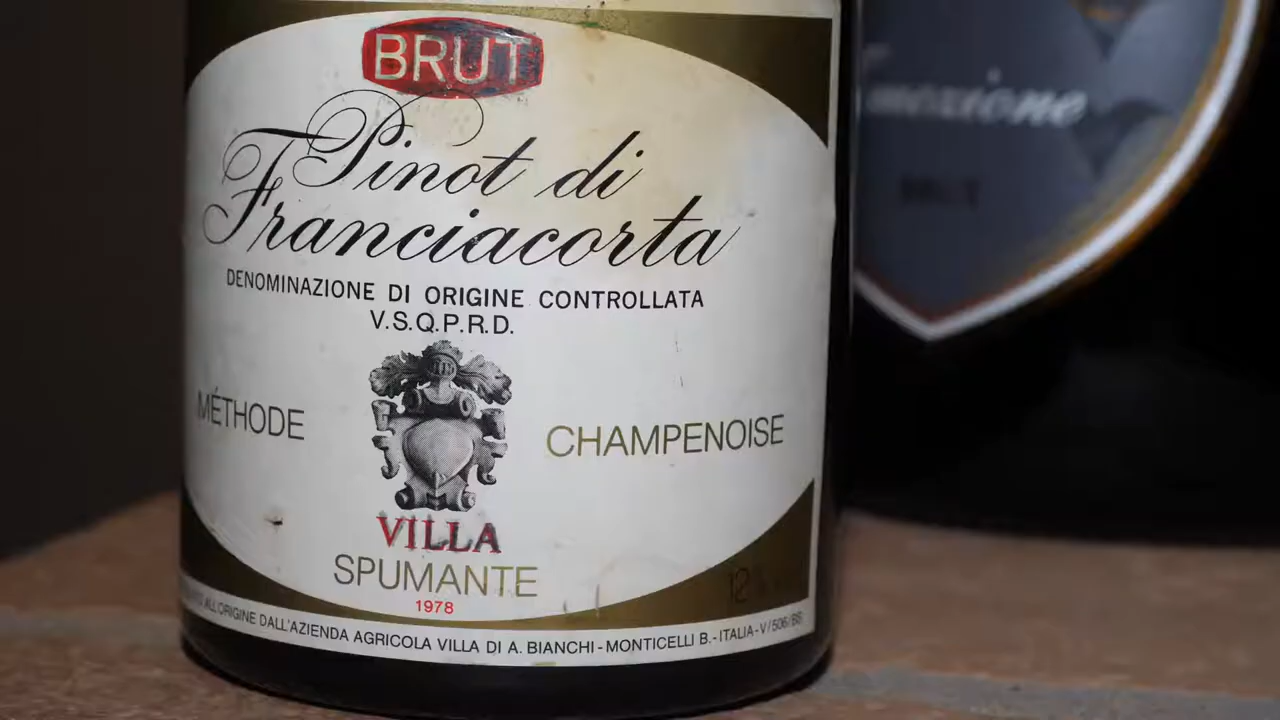 BRUT
Pinot di
Franciacorta
DENOMINAZIONE DI ORIGINE CONTROLLATA
V.S.Q.P.R.D.
MÉTHODE CHAMPENOISE
VILLA
SPUMANTE
1978
12
ALL'ORIGINE DALL'AZIENDA AGRICOLA VILLA DI A. BIANCHI - MONTICELLI B. - ITALIA - V/506/BS
BRUT